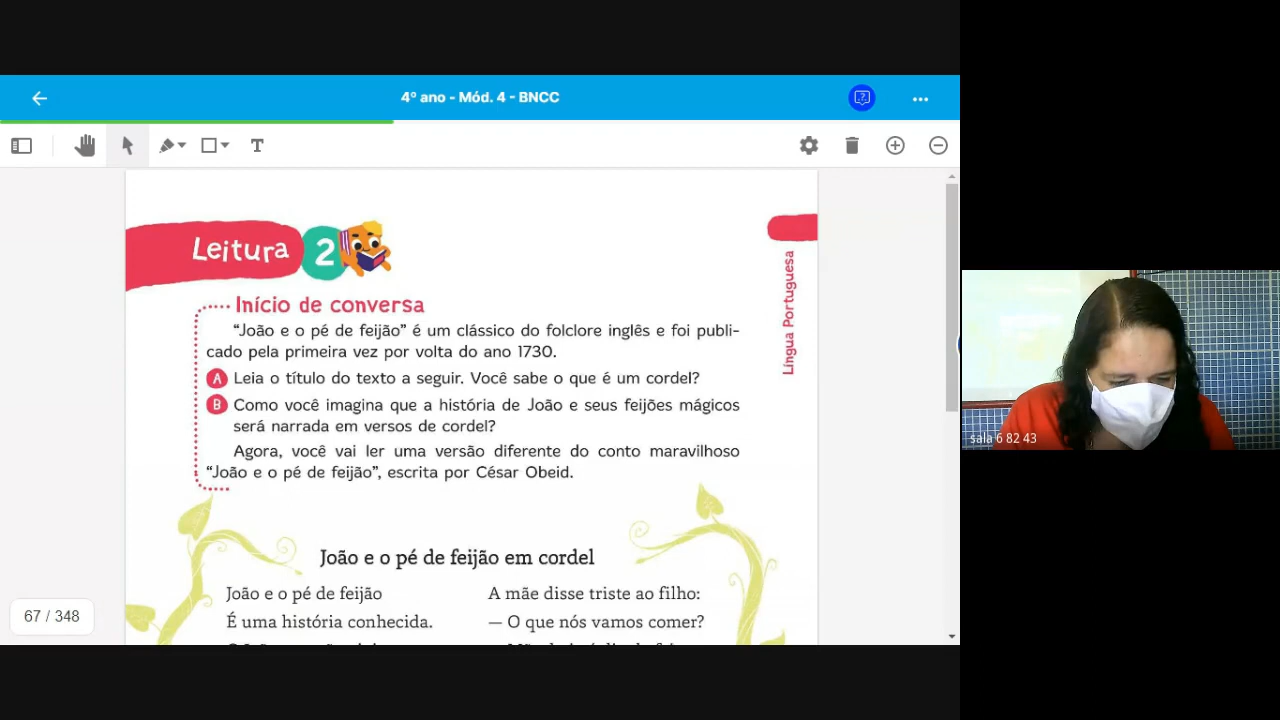 4º ano - Mód. 4 - BNCC
T
Leitura 2
Língua Portuguesa
Início de conversa
“João e o pé de feijão” é um clássico do folclore inglês e foi publi-
cado pela primeira vez por volta do ano 1730.
A Leia o título do texto a seguir. Você sabe o que é um cordel?
B Como você imagina que a história de João e seus feijões mágicos
será narrada em versos de cordel?
Agora, você vai ler uma versão diferente do conto maravilhoso
“João e o pé de feijão”, escrita por César Obeid.
João e o pé de feijão em cordel
João e o pé de feijão
É uma história conhecida.
A mãe disse triste ao filho:
— O que nós vamos comer?
67 / 348
sala 6 82 43